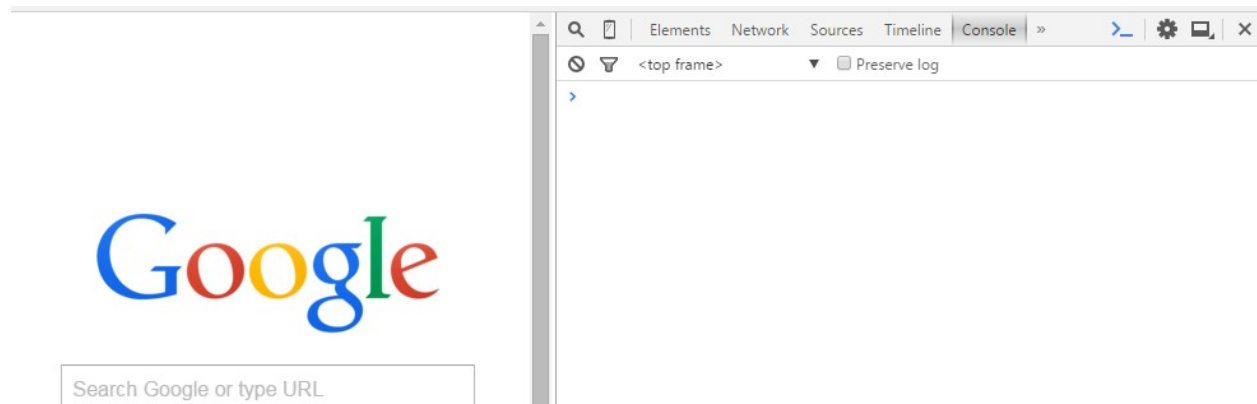 Elements Network Sources Timeline Console »
<top frame> ▼ Preserve log
Google
Search Google or type URL